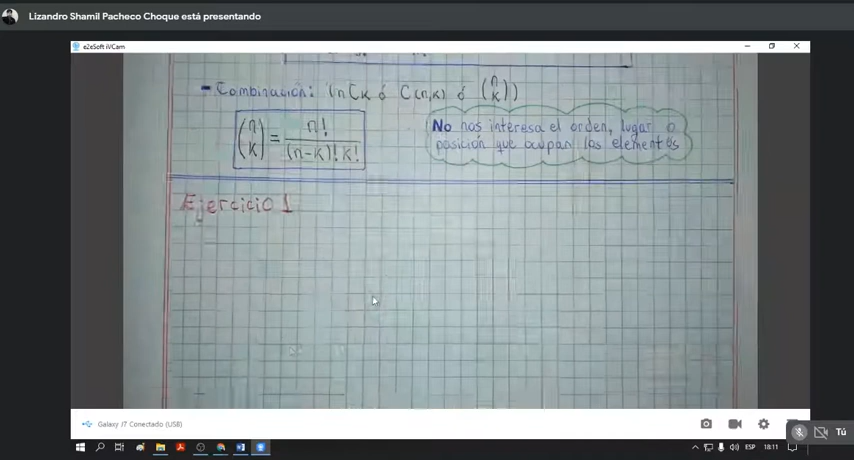 Lizandro Shamil Pacheco Choque está presentando
e2eSoft iVCam
- Combinación: (nCk ó C(n,k) ó (n k))
(n k) = n! / (n-k)! k!
No nos interesa el orden, lugar o
posición que ocupan los elementos
Ejercicio 1
Galaxy J7 Conectado (USB)
Tú
ESP
18:11